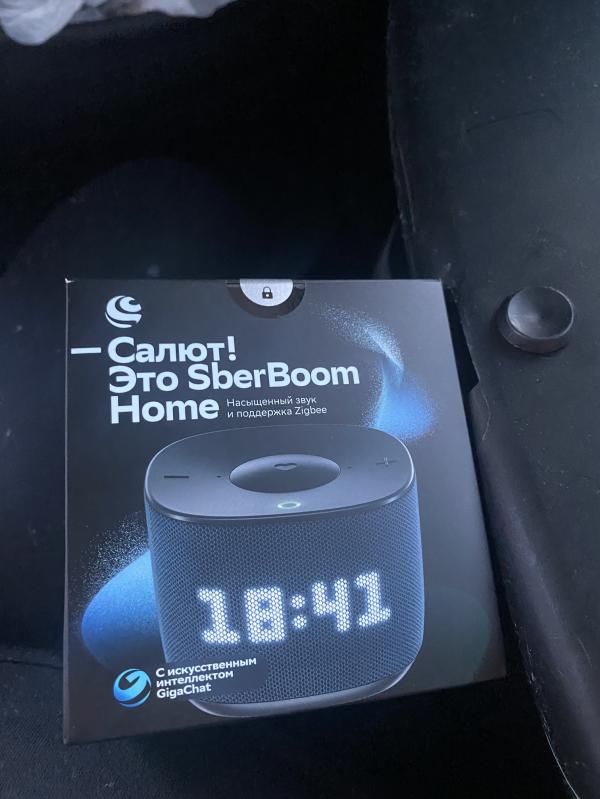 — Салют!
Это SberBoom
Home
Насыщенный звук
и поддержка Zigbee
18:41
С искусственным
интеллектом
GigaChat